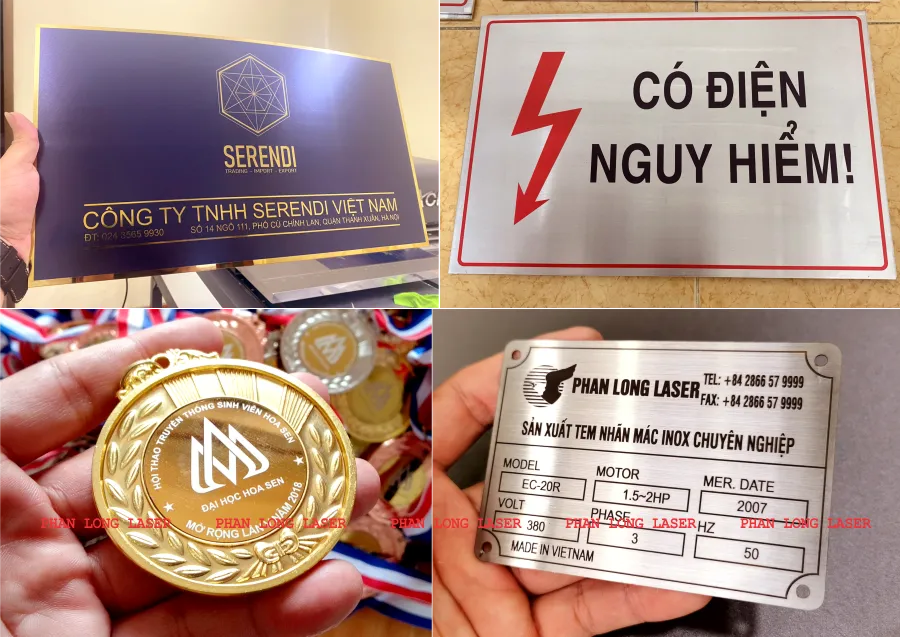 SERENDI
TRADING - IMPORT - EXPORT
CÔNG TY TNHH SERENDI VIỆT NAM
ĐT: 024 3565 9930 SỐ 14 NGÕ 111, PHỐ CÙ CHÍNH LAN, QUẬN THANH XUÂN, HÀ NỘI
CÓ ĐIỆN
NGUY HIỂM!
HỘI THAO TRUYỀN THỐNG SINH VIÊN HOA SEN
ĐẠI HỌC HOA SEN
MỞ RỘNG LẦN NĂM 2018
PHAN LONG LASER
TEL: +84 2866 57 9999
FAX: +84 2866 57 9999
SẢN XUẤT TEM NHÃN MÁC INOX CHUYÊN NGHIỆP
MODEL MOTOR MER. DATE
EC-20R 1.5~2HP 2007
VOLT PHASE HZ
380 3 50
MADE IN VIETNAM
PHAN LONG LASER PHAN LONG LASER PHAN LONG LASER PHAN LONG LASER PHAN LONG LASER